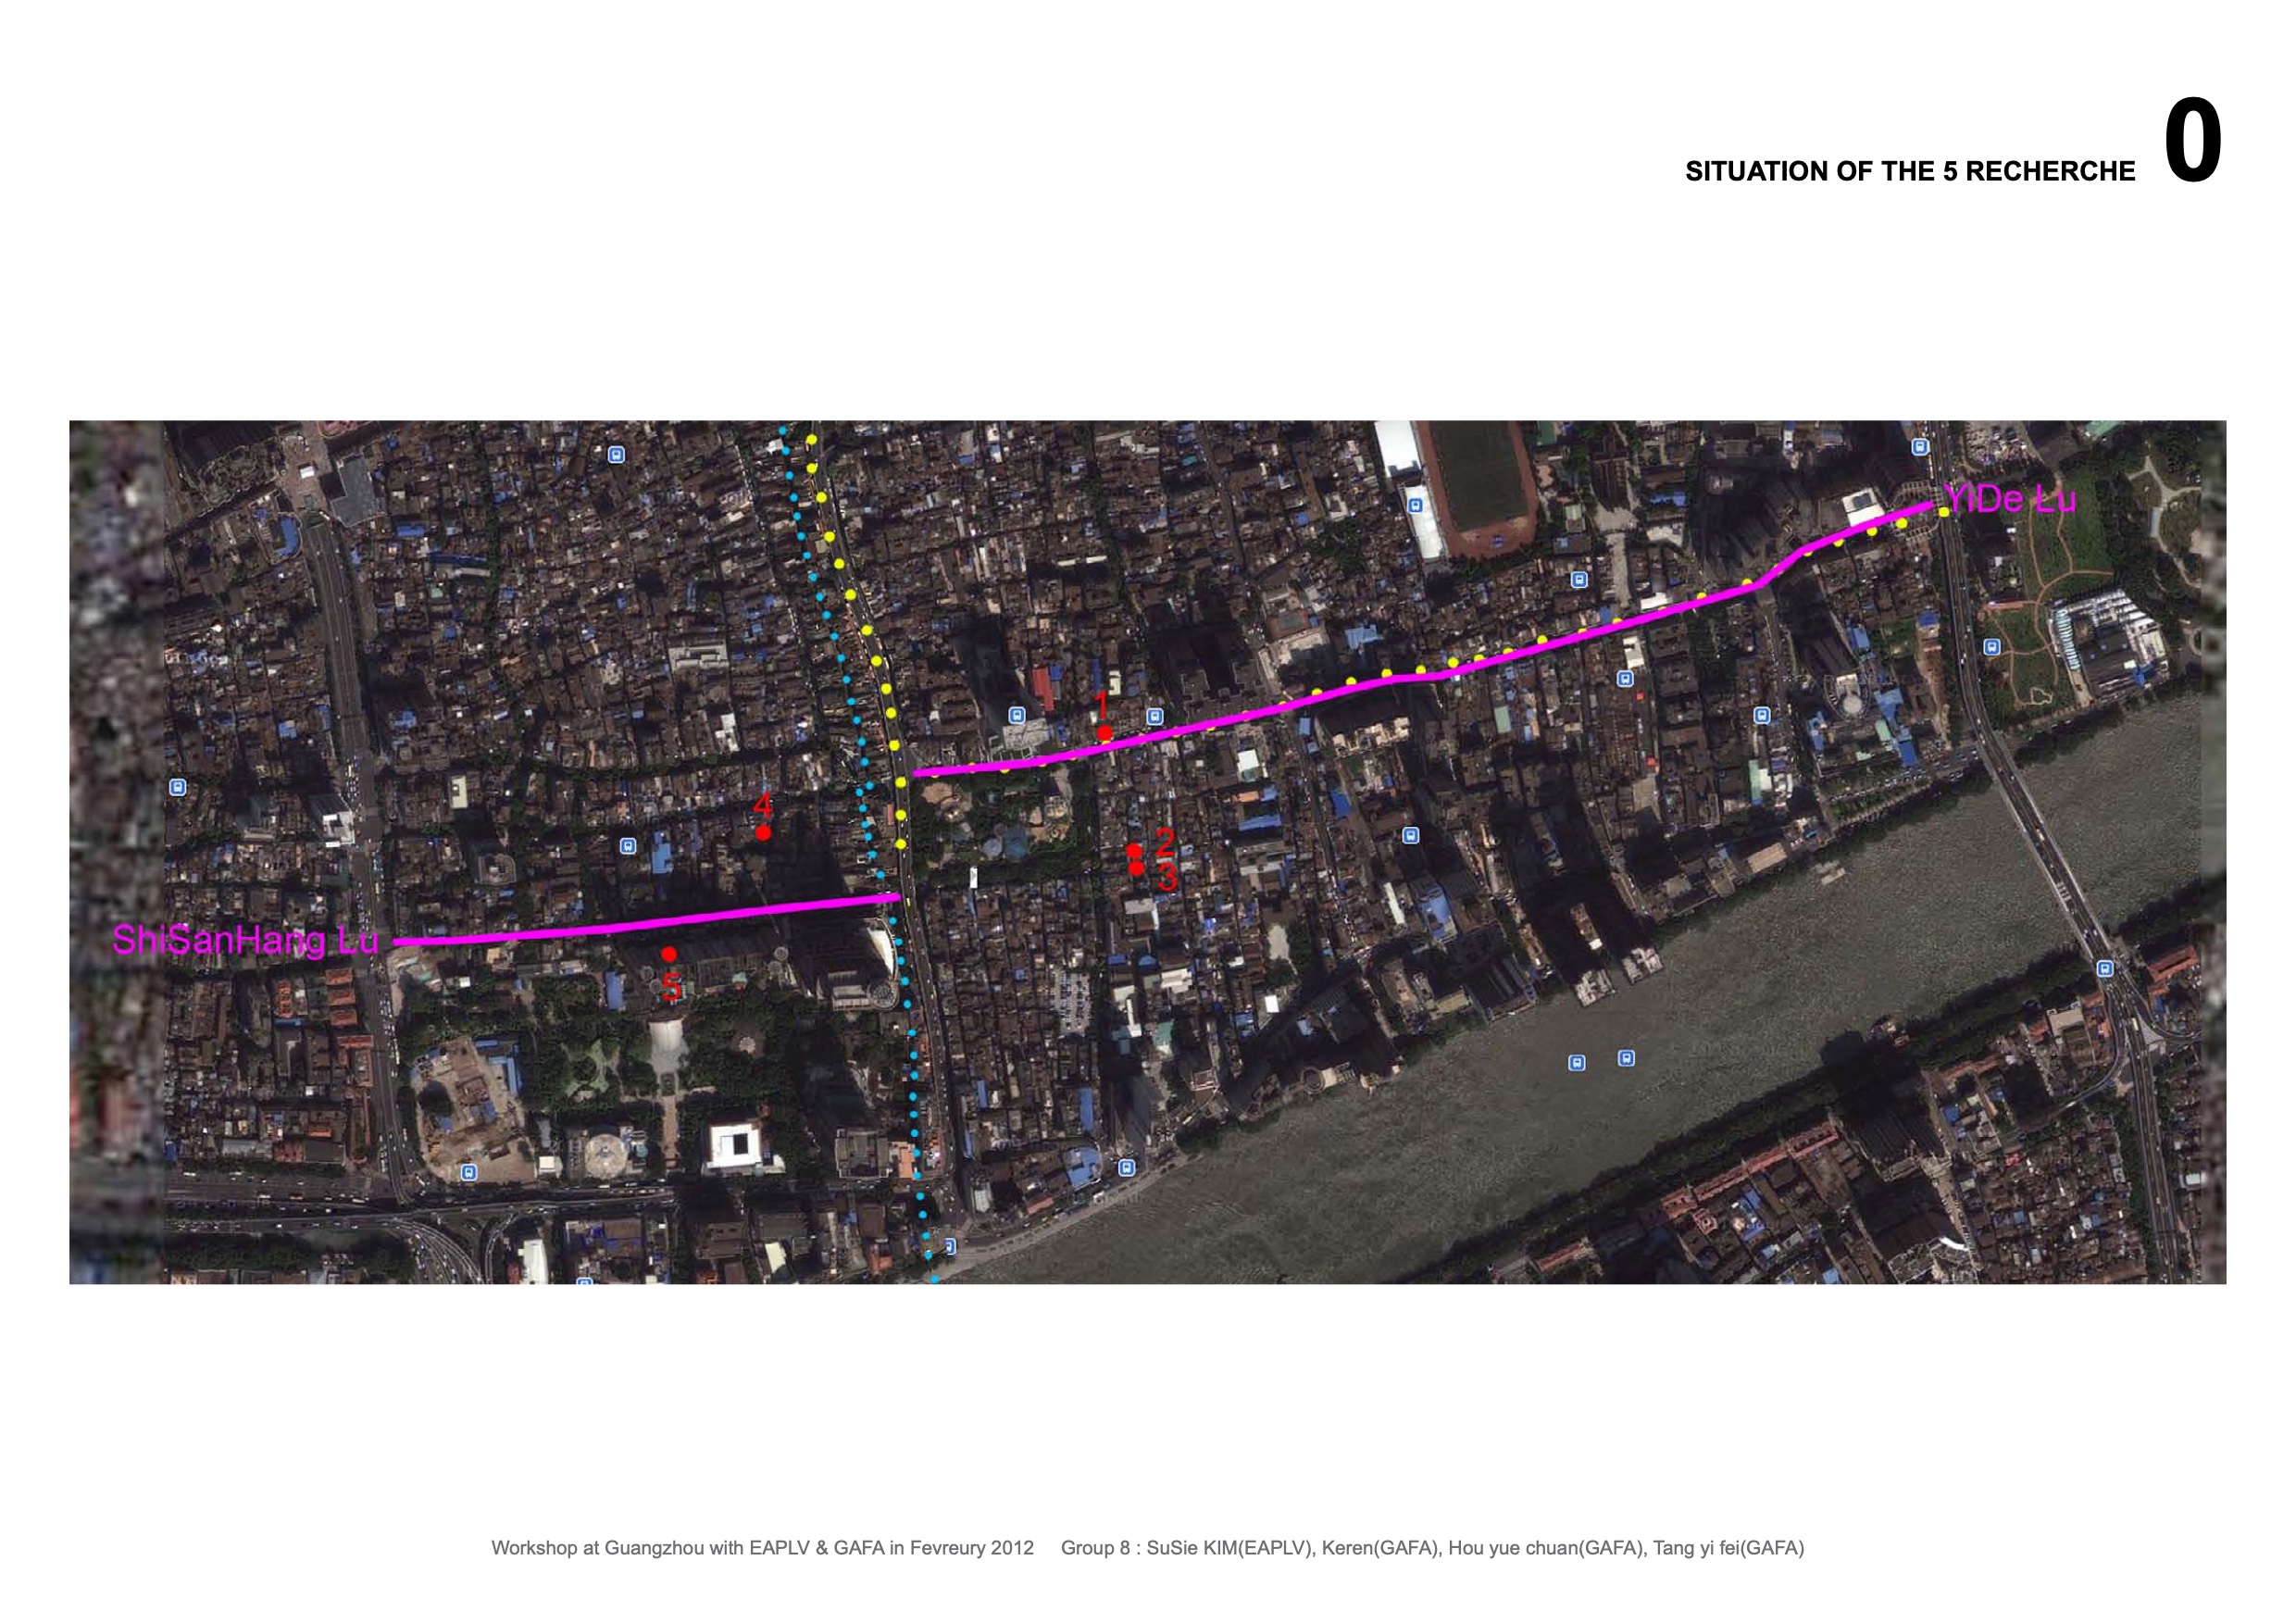 SITUATION OF THE 5 RECHERCHE 0
YIDe Lu
1
4
2
3
ShiSanHang Lu
5
Workshop at Guangzhou with EAPLV & GAFA in Fevreury 2012 Group 8 : SuSie KIM(EAPLV), Keren(GAFA), Hou yue chuan(GAFA), Tang yi fei(GAFA)